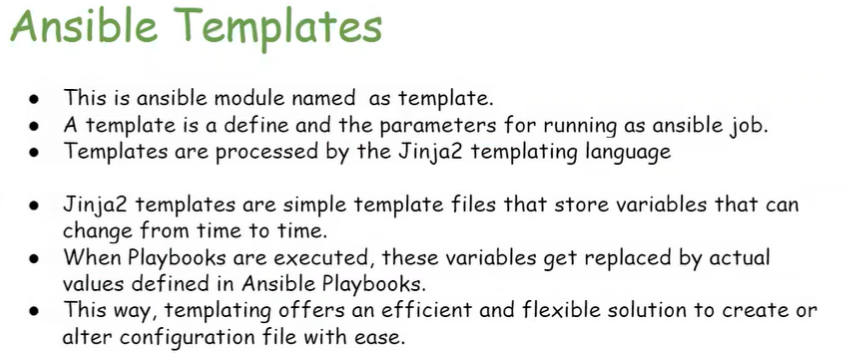 Ansible Templates
● This is ansible module named as template.
● A template is a define and the parameters for running as ansible job.
● Templates are processed by the Jinja2 templating language
● Jinja2 templates are simple template files that store variables that can
change from time to time.
● When Playbooks are executed, these variables get replaced by actual
values defined in Ansible Playbooks.
● This way, templating offers an efficient and flexible solution to create or
alter configuration file with ease.